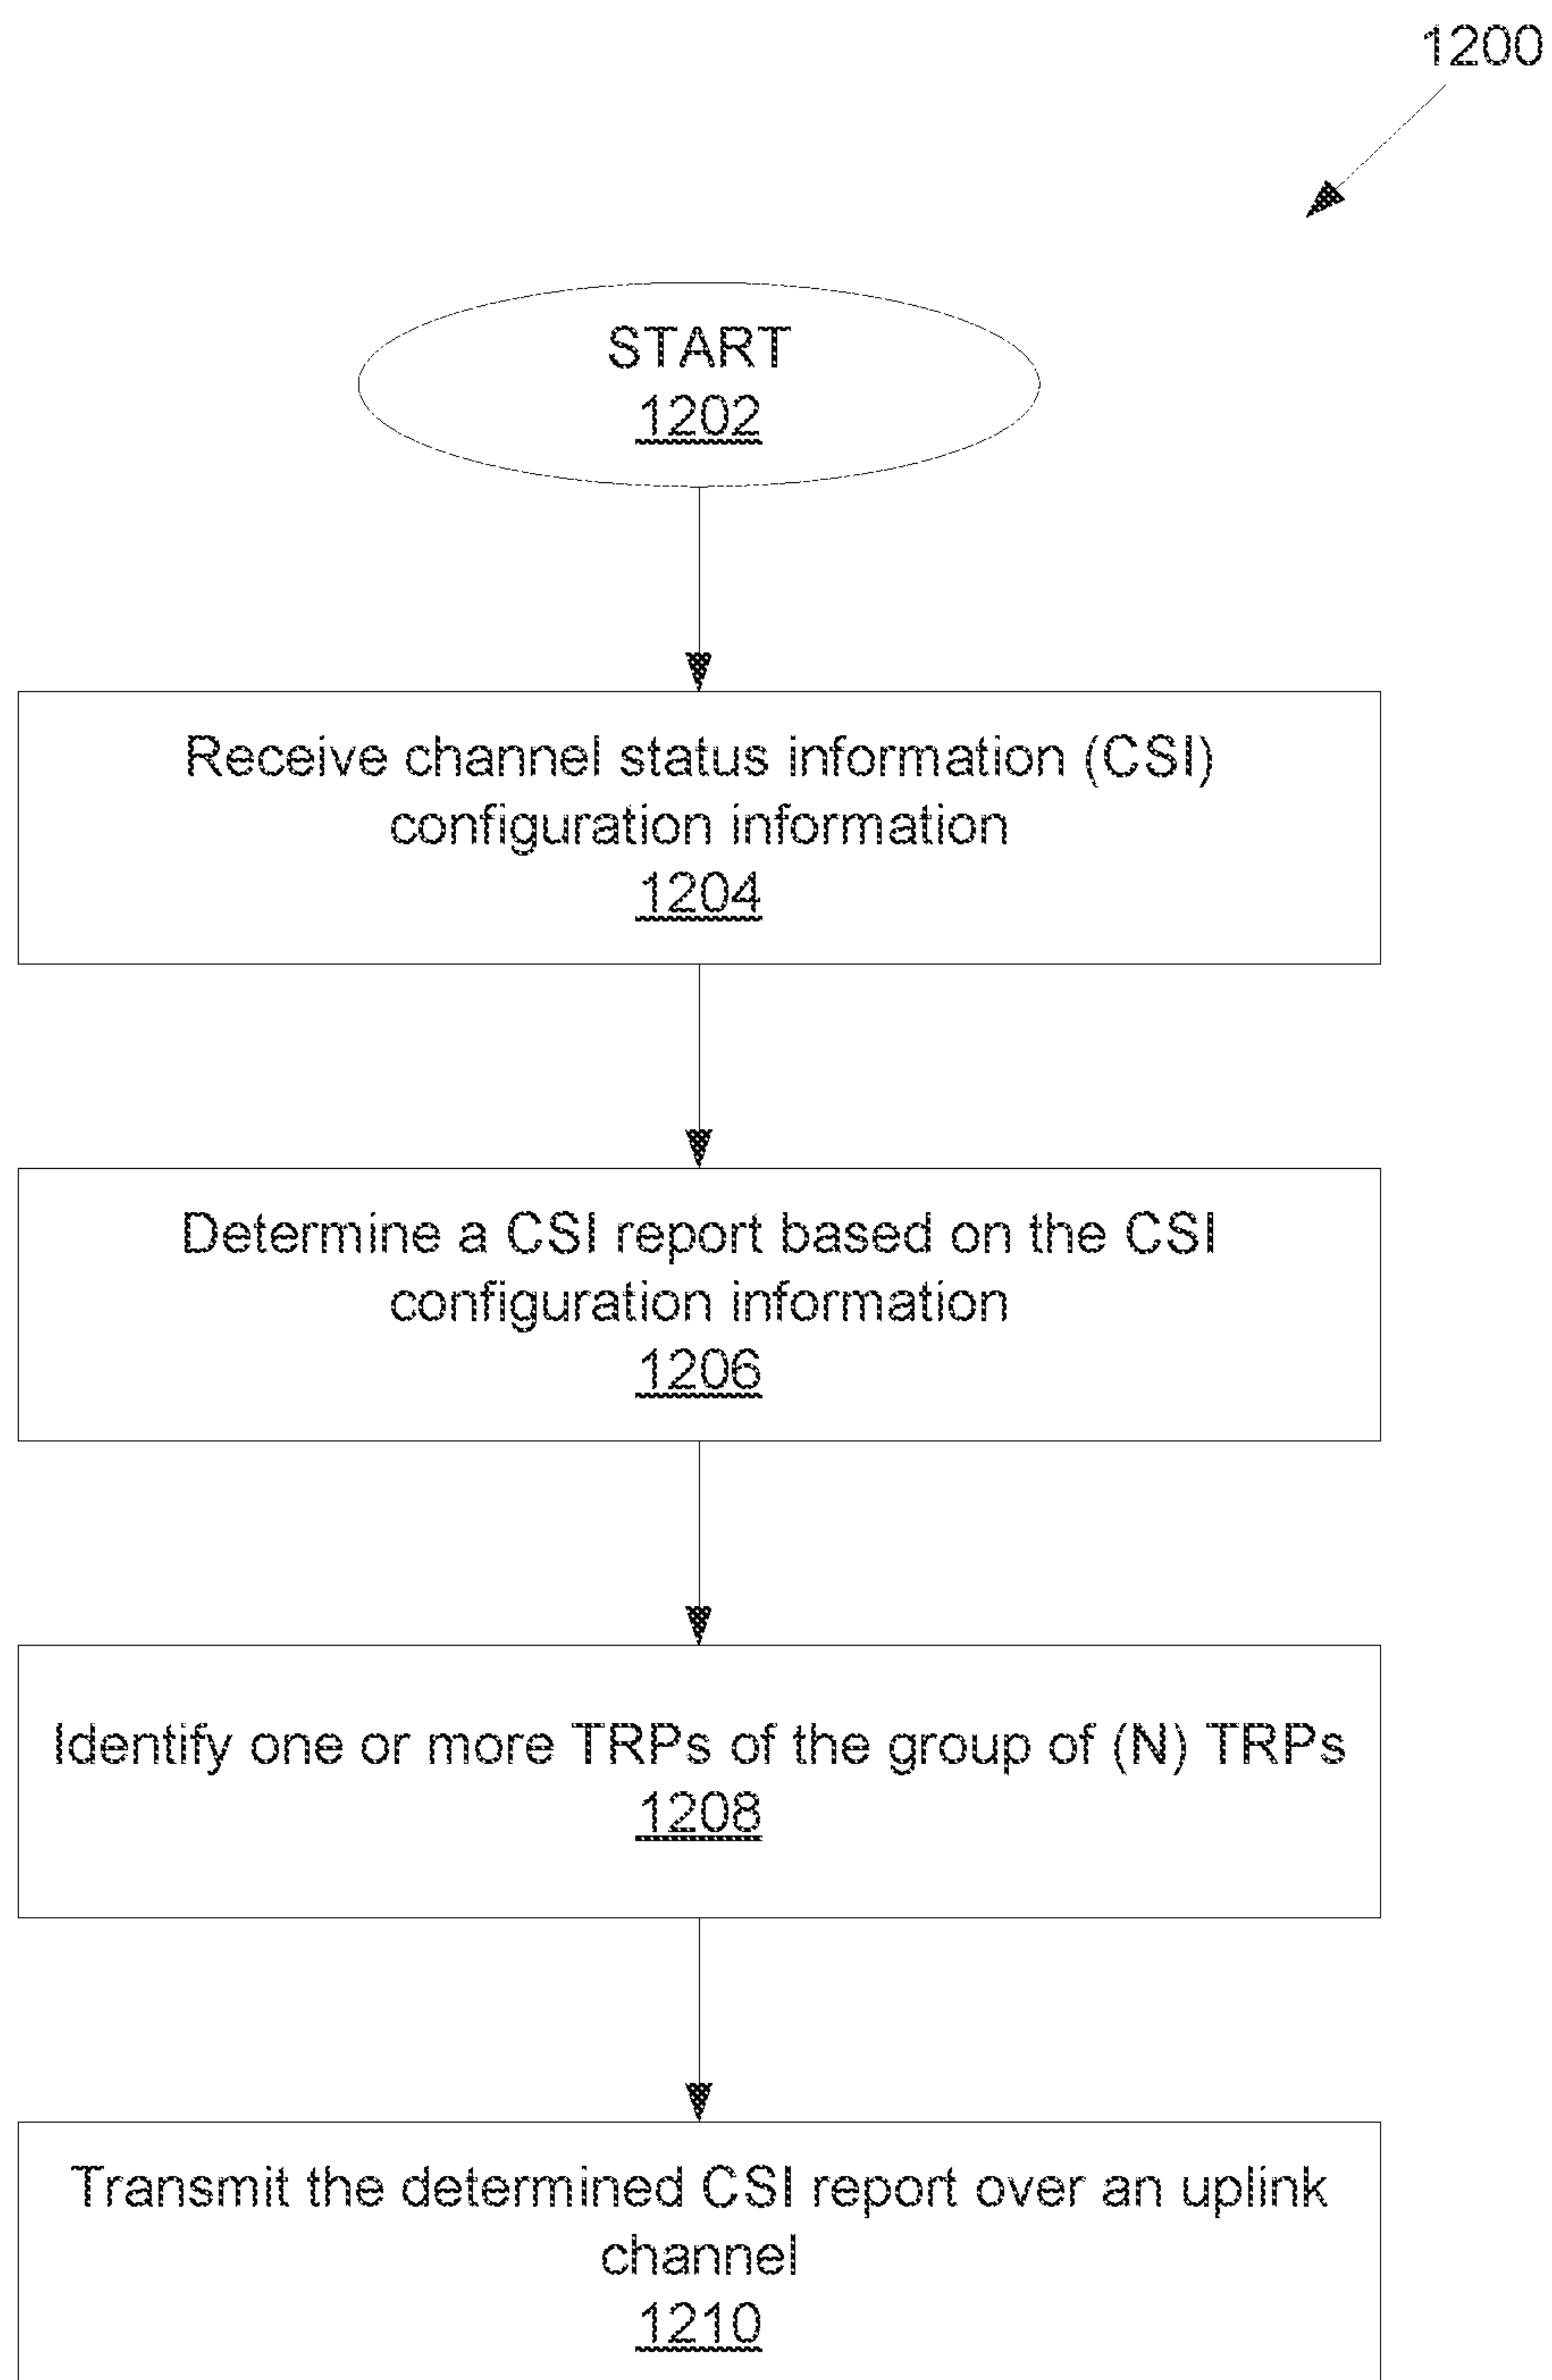 1200
START
1202
Receive channel status information (CSI)
configuration information
1204
Determine a CSI report based on the CSI
configuration information
1206
Identify one or more TRPs of the group of (N) TRPs
1208
Transmit the determined CSI report over an uplink
channel
1210